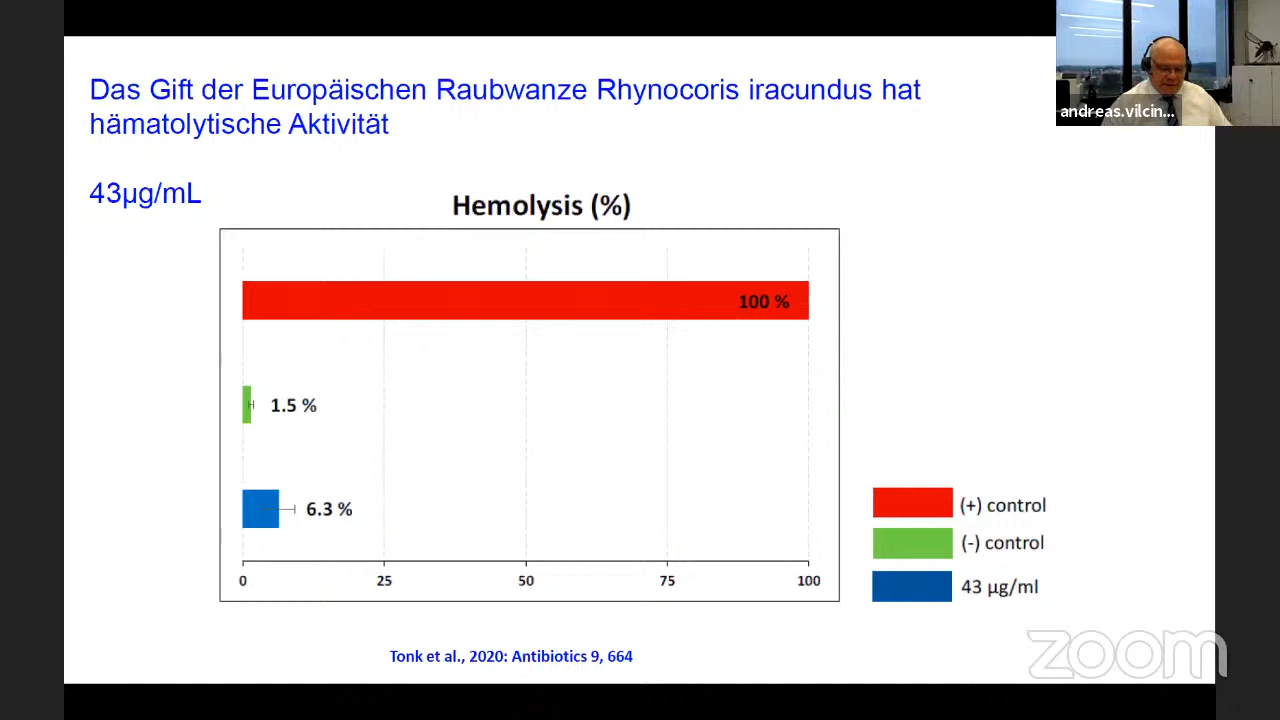 Das Gift der Europäischen Raubwanze Rhynocoris iracundus hat
hämatolytische Aktivität
andreas.vilcin...
43µg/mL
Hemolysis (%)
100 %
1.5 %
6.3 %
0 25 50 75 100
(+) control
(-) control
43 µg/ml
Tonk et al., 2020: Antibiotics 9, 664
zoom